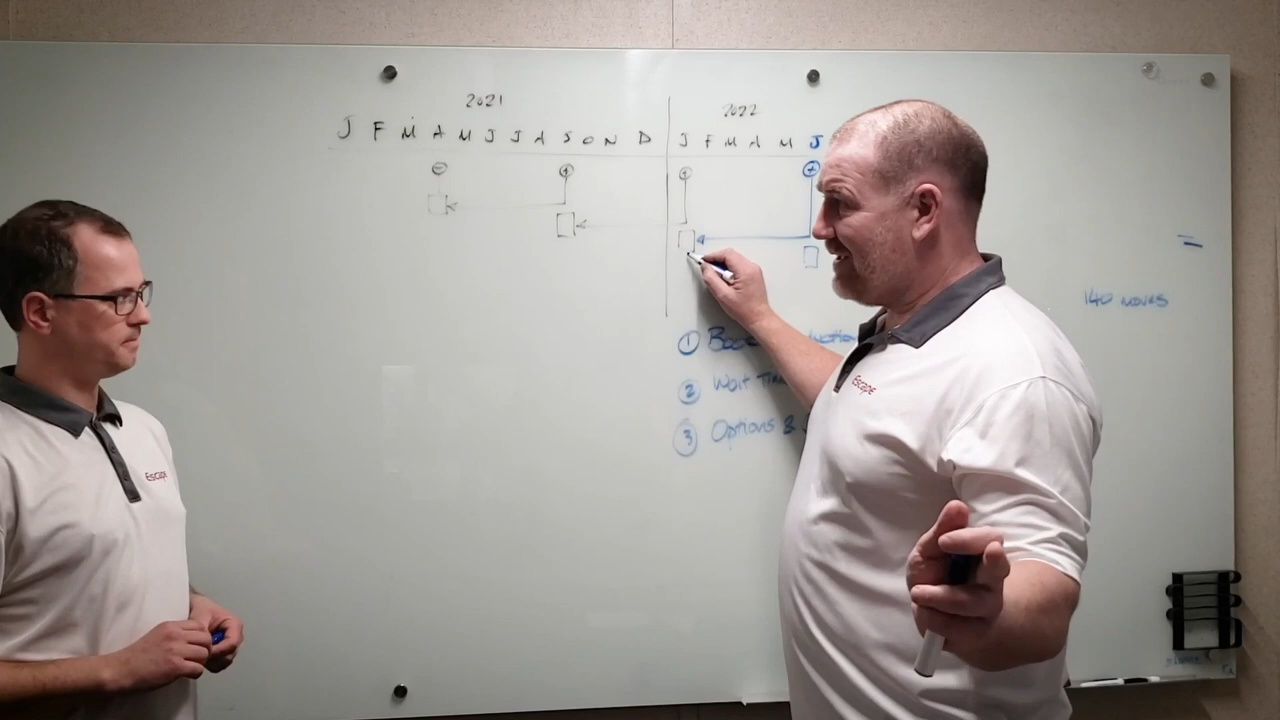 2021
2022
J F M A M J J A S O N D J F M A M J
140 moves
①
② Wait
③ Options &
Escape
Escape